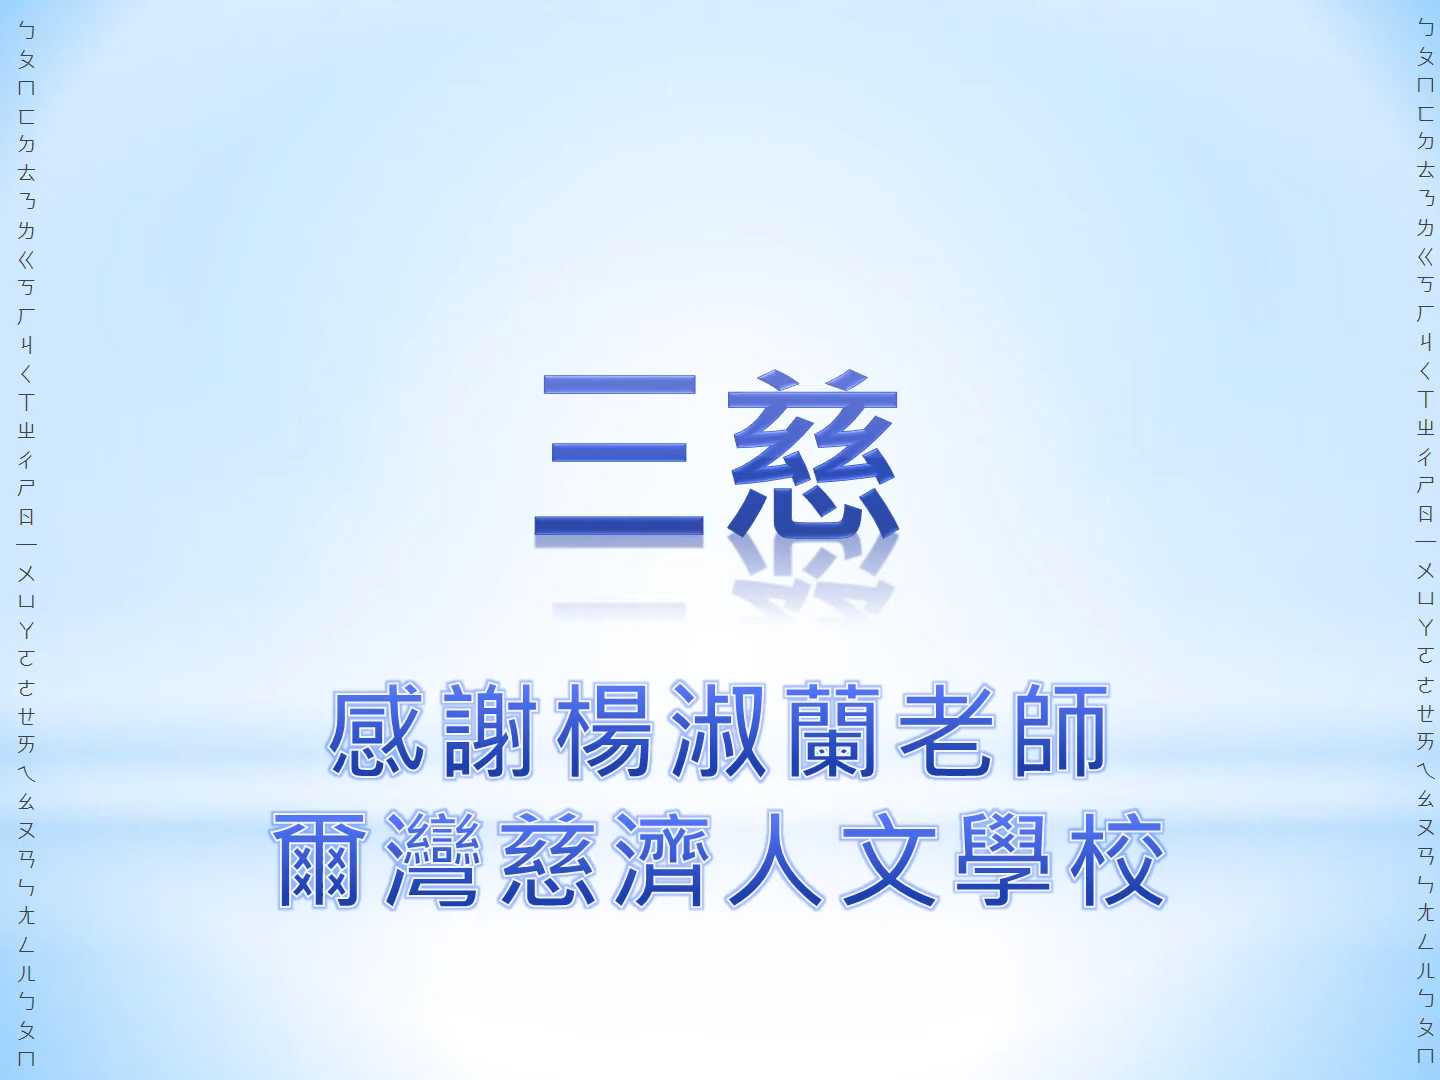 ㄅㄆㄇㄈㄉㄊㄋㄌㄍㄎㄏㄐㄑㄒㄓㄔㄕㄖㄧㄨㄩㄚㄛㄜㄝㄞㄟㄠㄡㄢㄣㄤㄥㄦㄅㄆㄇ
三慈
感謝楊淑蘭老師
爾灣慈濟人文學校
ㄅㄆㄇㄈㄉㄊㄋㄌㄍㄎㄏㄐㄑㄒㄓㄔㄕㄖㄧㄨㄩㄚㄛㄜㄝㄞㄟㄠㄡㄢㄣㄤㄥㄦㄅㄆㄇ